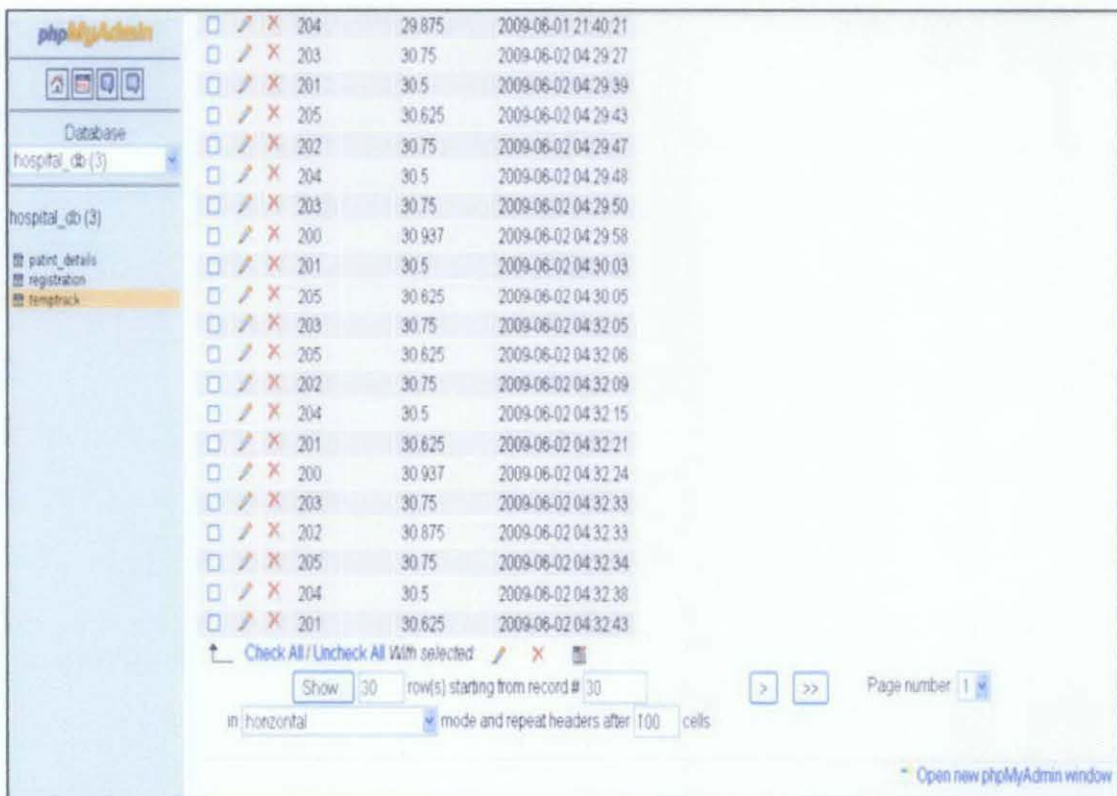 phpMyAdmin
Database
hospital_db (3)
hospital_db (3)
patint_details
registration
temptrack
204 29.875 2009-06-01 21:40:21
203 30.75 2009-06-02 04:29:27
201 30.5 2009-06-02 04:29:39
205 30.625 2009-06-02 04:29:43
202 30.75 2009-06-02 04:29:47
204 30.5 2009-06-02 04:29:48
203 30.75 2009-06-02 04:29:50
200 30.937 2009-06-02 04:29:58
201 30.5 2009-06-02 04:30:03
205 30.625 2009-06-02 04:30:05
203 30.75 2009-06-02 04:32:05
205 30.625 2009-06-02 04:32:06
202 30.75 2009-06-02 04:32:09
204 30.5 2009-06-02 04:32:15
201 30.625 2009-06-02 04:32:21
200 30.937 2009-06-02 04:32:24
203 30.75 2009-06-02 04:32:33
202 30.875 2009-06-02 04:32:33
205 30.75 2009-06-02 04:32:34
204 30.5 2009-06-02 04:32:38
201 30.625 2009-06-02 04:32:43
Check All / Uncheck All With selected:
Show 30 row(s) starting from record # 30 > >> Page number 1
in horizontal mode and repeat headers after 100 cells
Open new phpMyAdmin window